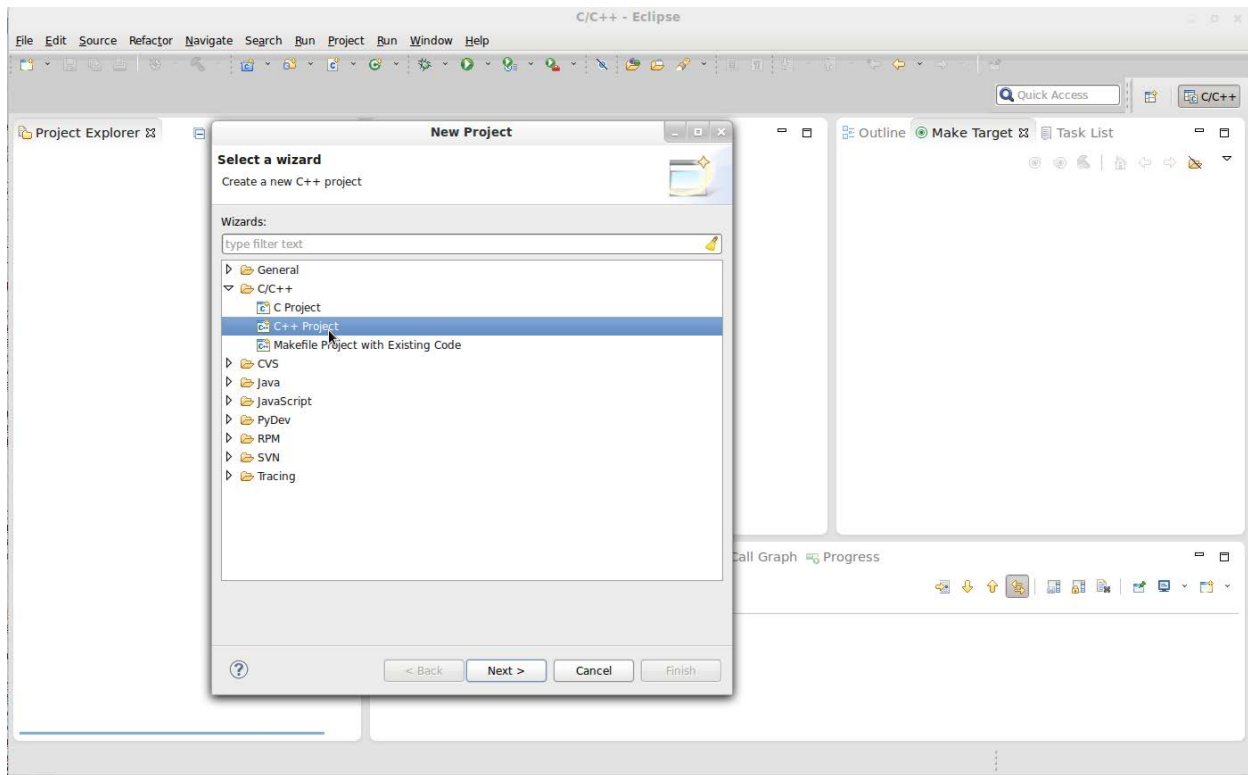 C/C++ - Eclipse
File Edit Source Refactor Navigate Search Run Project Run Window Help
Quick Access
C/C++
Project Explorer
New Project
Outline
Make Target
Task List
Select a wizard
Create a new C++ project
Wizards:
type filter text
General
C/C++
C Project
C++ Project
Makefile Project with Existing Code
CVS
Java
JavaScript
PyDev
RPM
SVN
Tracing
Call Graph
Progress
< Back
Next >
Cancel
Finish